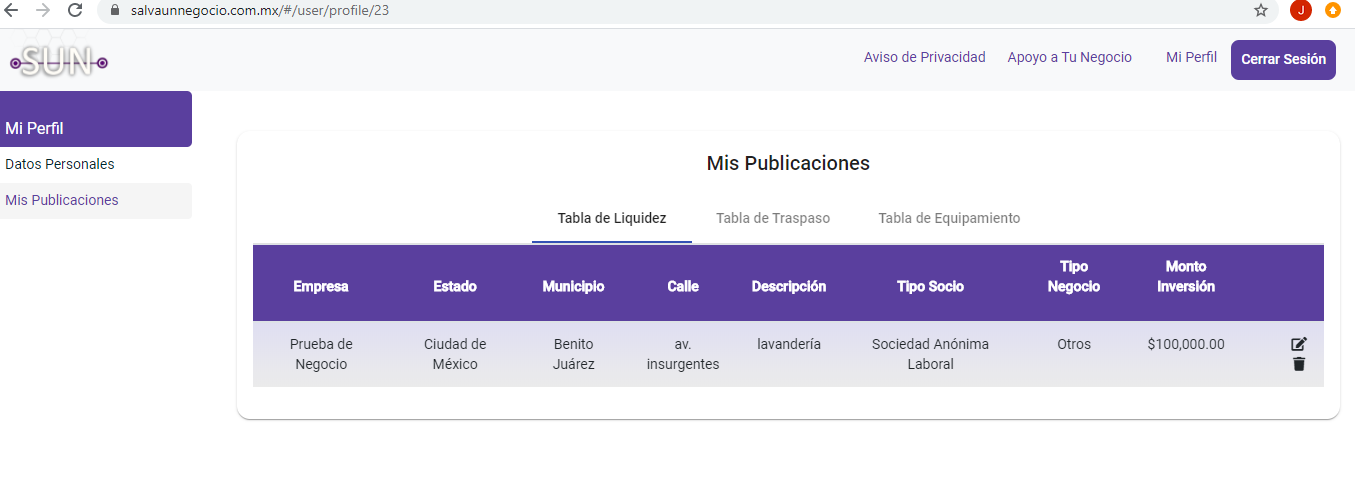 salvaunnegocio.com.mx/#/user/profile/23
J
SUN
Aviso de Privacidad
Apoyo a Tu Negocio
Mi Perfil
Cerrar Sesión
Mi Perfil
Datos Personales
Mis Publicaciones
Mis Publicaciones
Tabla de Liquidez
Tabla de Traspaso
Tabla de Equipamiento
Empresa
Estado
Municipio
Calle
Descripción
Tipo Socio
Tipo
Negocio
Monto
Inversión
Prueba de
Negocio
Ciudad de
México
Benito
Juárez
av.
insurgentes
lavandería
Sociedad Anónima
Laboral
Otros
$100,000.00